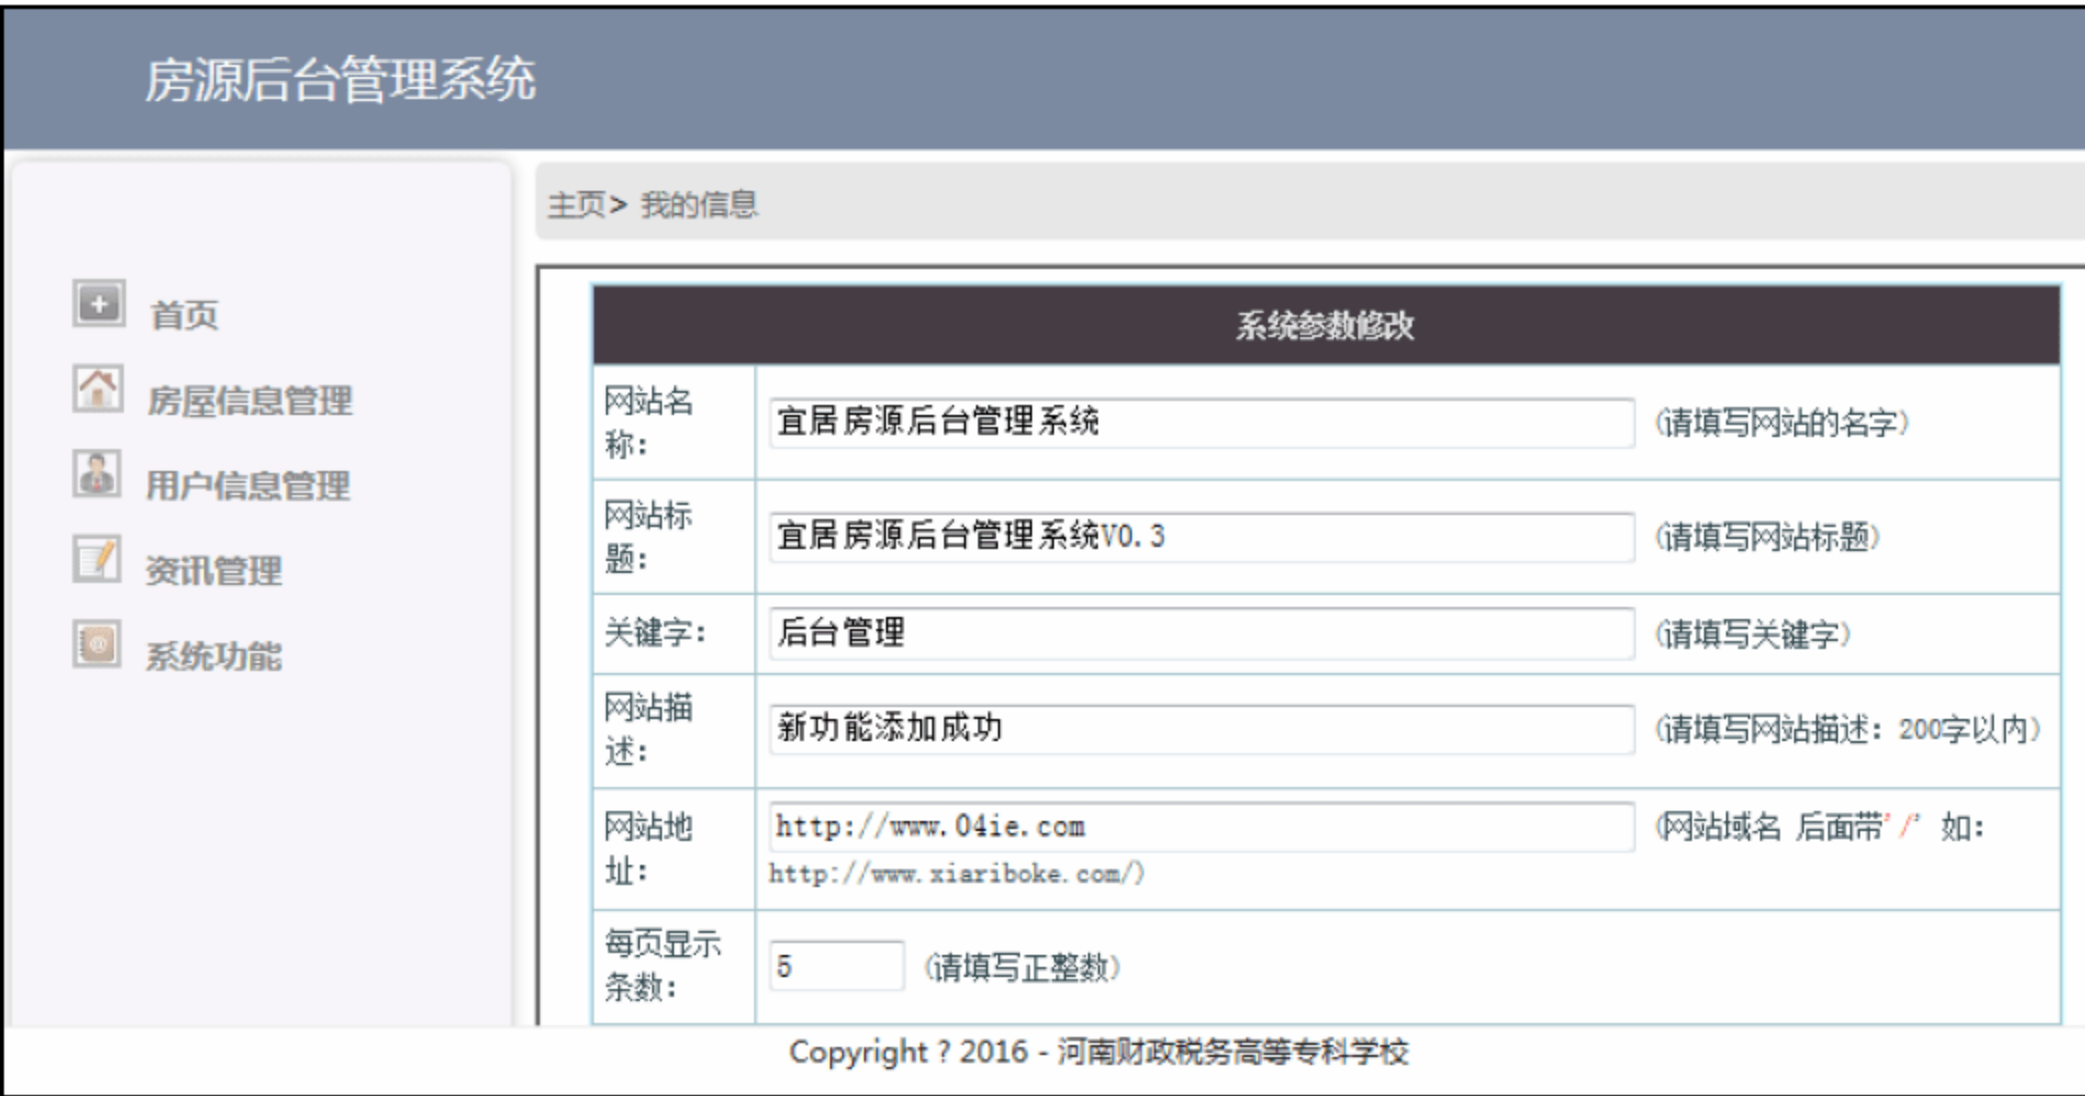 房源后台管理系统
主页> 我的信息
首页
房屋信息管理
用户信息管理
资讯管理
系统功能
系统参数修改
网站名
称:
宜居房源后台管理系统
(请填写网站的名字)
网站标
题:
宜居房源后台管理系统V0.3
(请填写网站标题)
关键字:
后台管理
(请填写关键字)
网站描
述:
新功能添加成功
(请填写网站描述: 200字以内)
网站地
址:
http://www.04ie.com
(网站域名 后面带'/' 如:
http://www.xiariboke.com/)
每页显示
条数:
5
(请填写正整数)
Copyright ? 2016 - 河南财政税务高等专科学校